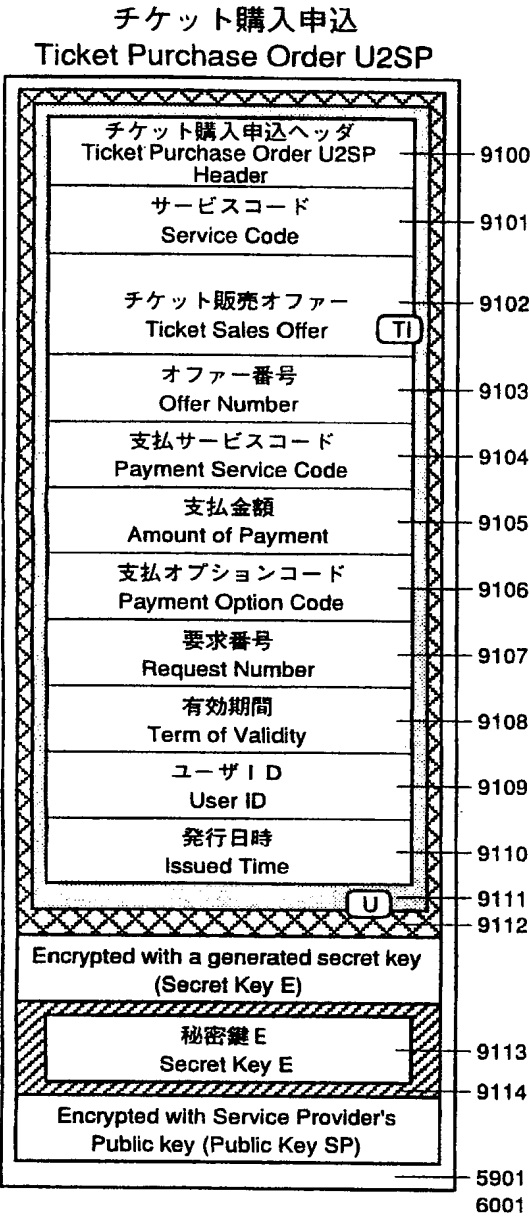 チケット購入申込
Ticket Purchase Order U2SP
チケット購入申込ヘッダ
Ticket Purchase Order U2SP
Header
9100
サービスコード
Service Code
9101
チケット販売オファー
Ticket Sales Offer
TI
9102
オファー番号
Offer Number
9103
支払サービスコード
Payment Service Code
9104
支払金額
Amount of Payment
9105
支払オプションコード
Payment Option Code
9106
要求番号
Request Number
9107
有効期間
Term of Validity
9108
ユーザID
User ID
9109
発行日時
Issued Time
9110
U
9111
9112
Encrypted with a generated secret key
(Secret Key E)
秘密鍵E
Secret Key E
9113
9114
Encrypted with Service Provider's
Public key (Public Key SP)
5901
6001